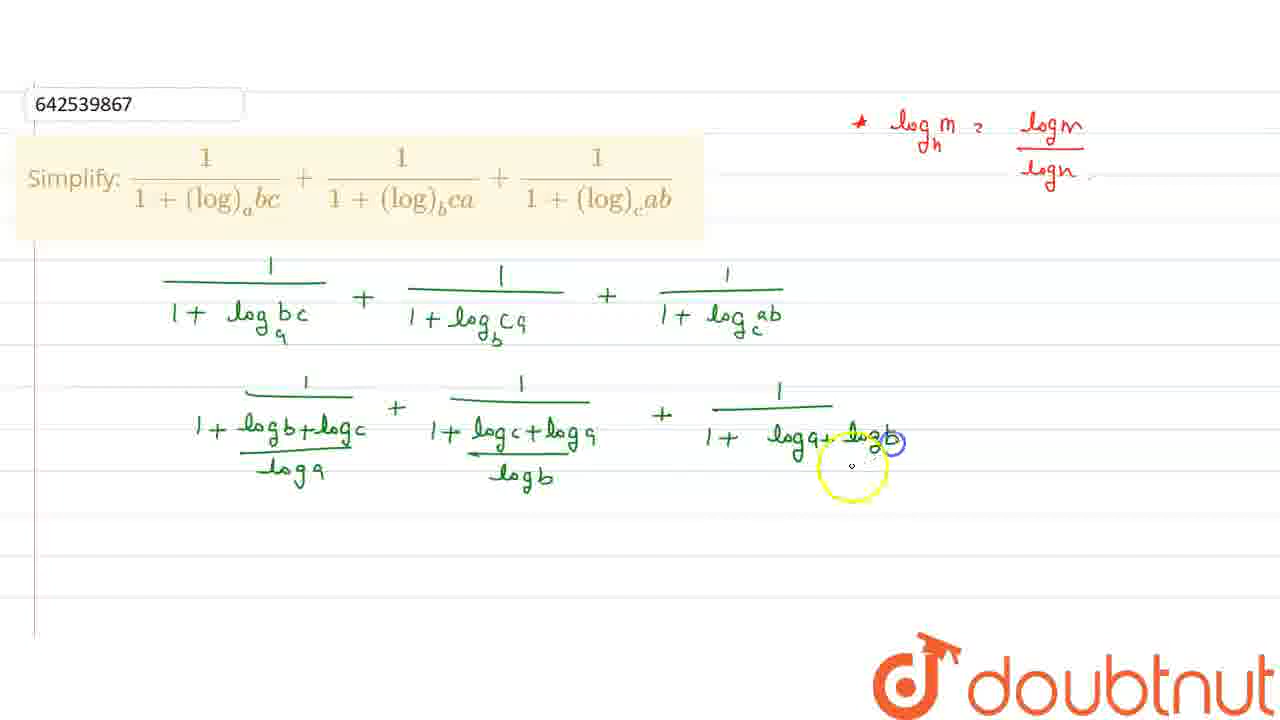 642539867
* log_n m = log m / log n
Simplify: 1/(1 + (log)_a bc) + 1/(1 + (log)_b ca) + 1/(1 + (log)_c ab)
1/(1 + log_a bc) + 1/(1 + log_b ca) + 1/(1 + log_c ab)
1/(1 + (log b + log c)/log a) + 1/(1 + (log c + log a)/log b) + 1/(1 + log a + log b)
doubtnut